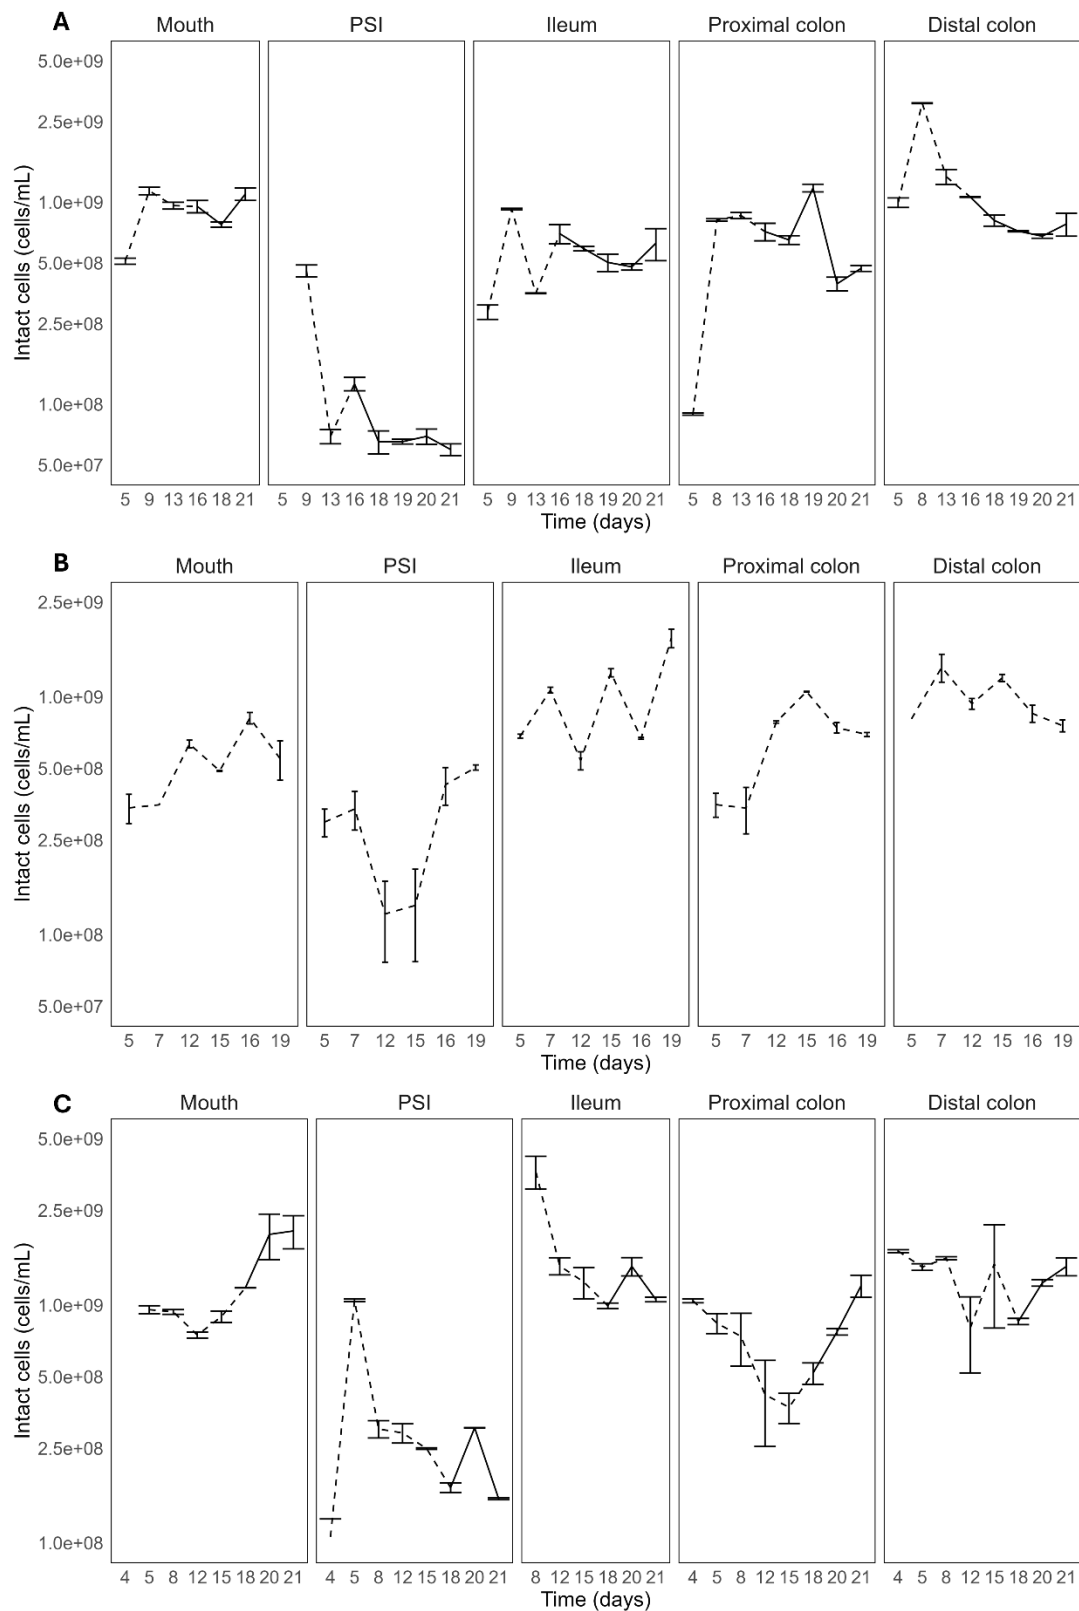 A
Mouth PSI Ileum Proximal colon Distal colon
Intact cells (cells/mL)
5.0e+09
2.5e+09
1.0e+09
5.0e+08
2.5e+08
1.0e+08
5.0e+07
5 9 13 16 18 21 5 9 13 16 18 19 20 21 5 9 13 16 18 19 20 21 5 8 13 16 18 19 20 21 5 8 13 16 18 19 20 21
Time (days)
B
Mouth PSI Ileum Proximal colon Distal colon
Intact cells (cells/mL)
2.5e+09
1.0e+09
5.0e+08
2.5e+08
1.0e+08
5.0e+07
5 7 12 15 16 19 5 7 12 15 16 19 5 7 12 15 16 19 5 7 12 15 16 19 5 7 12 15 16 19
Time (days)
C
Mouth PSI Ileum Proximal colon Distal colon
Intact cells (cells/mL)
5.0e+09
2.5e+09
1.0e+09
5.0e+08
2.5e+08
1.0e+08
4 5 8 12 15 18 20 21 4 5 8 12 15 18 20 21 8 12 15 18 20 21 4 5 8 12 15 18 20 21 4 5 8 12 15 18 20 21
Time (days)